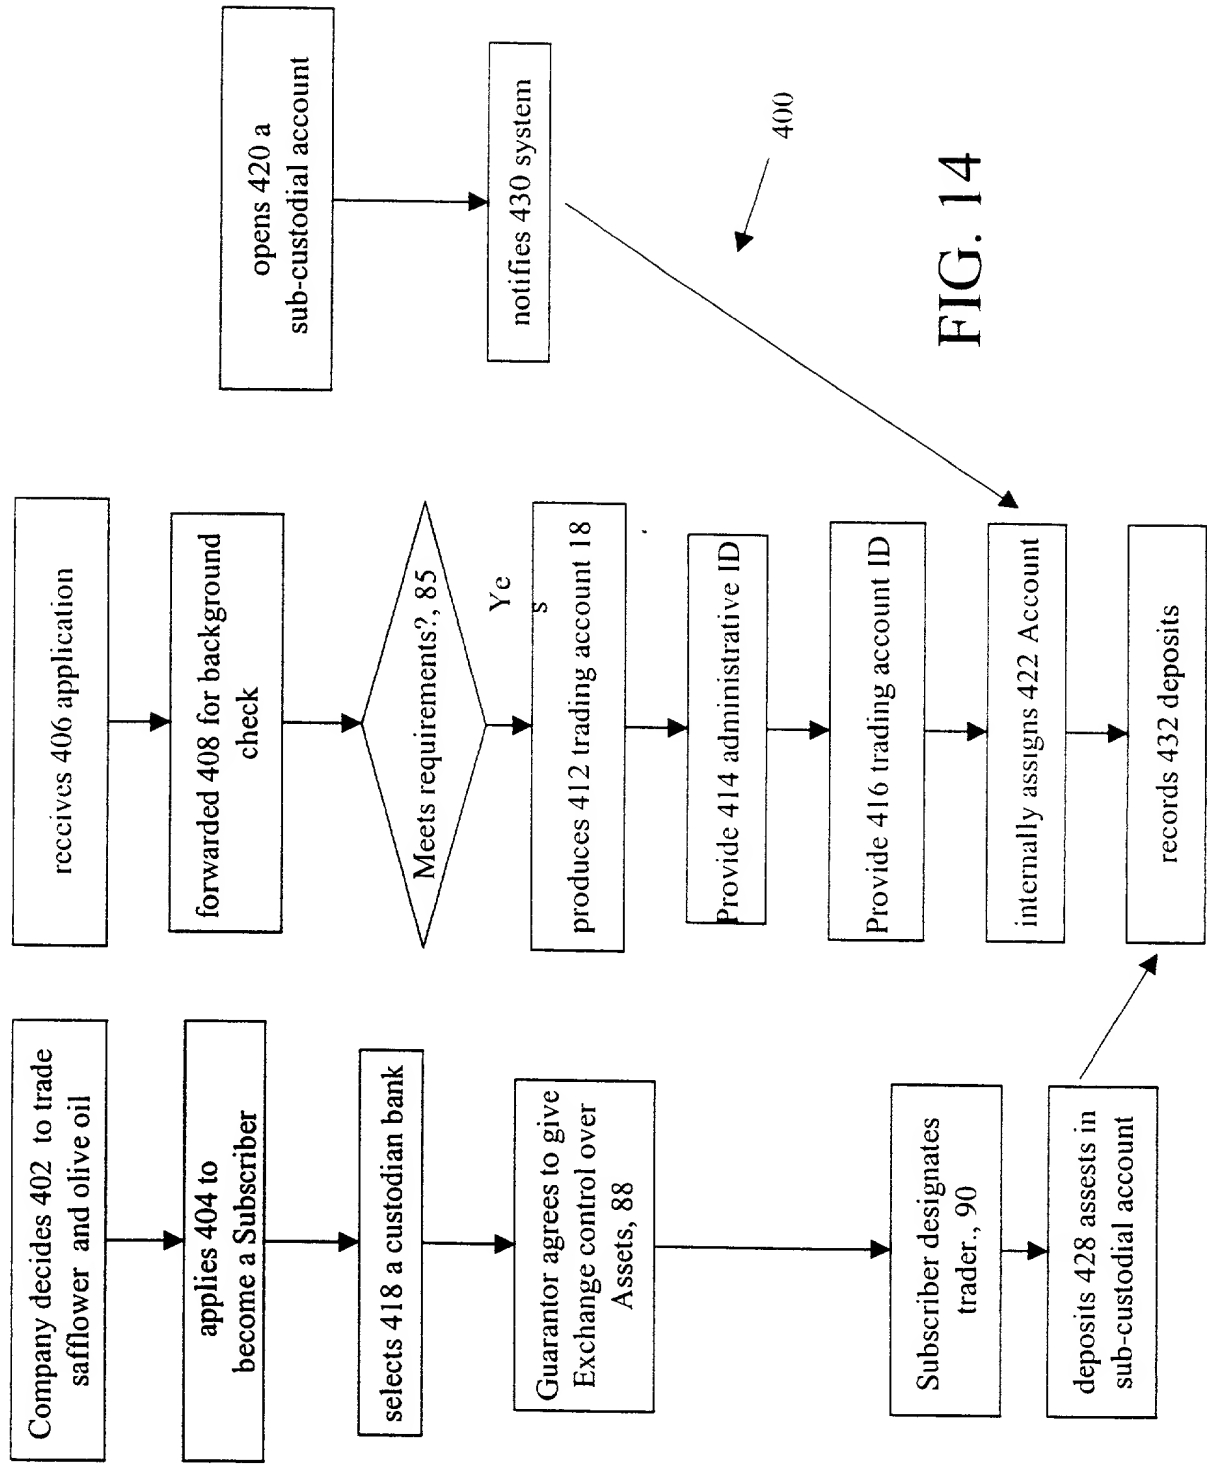 Company decides 402 to trade
safflower and olive oil
applies 404 to
become a Subscriber
selects 418 a custodian bank
Guarantor agrees to give
Exchange control over
Assets, 88
Subscriber designates
trader., 90
deposits 428 assests in
sub-custodial account
receives 406 application
forwarded 408 for background
check
Meets requirements?, 85
Ye
s
produces 412 trading account 18
Provide 414 administrative ID
Provide 416 trading account ID
internally assigns 422 Account
records 432 deposits
opens 420 a
sub-custodial account
notifies 430 system
400
FIG. 14